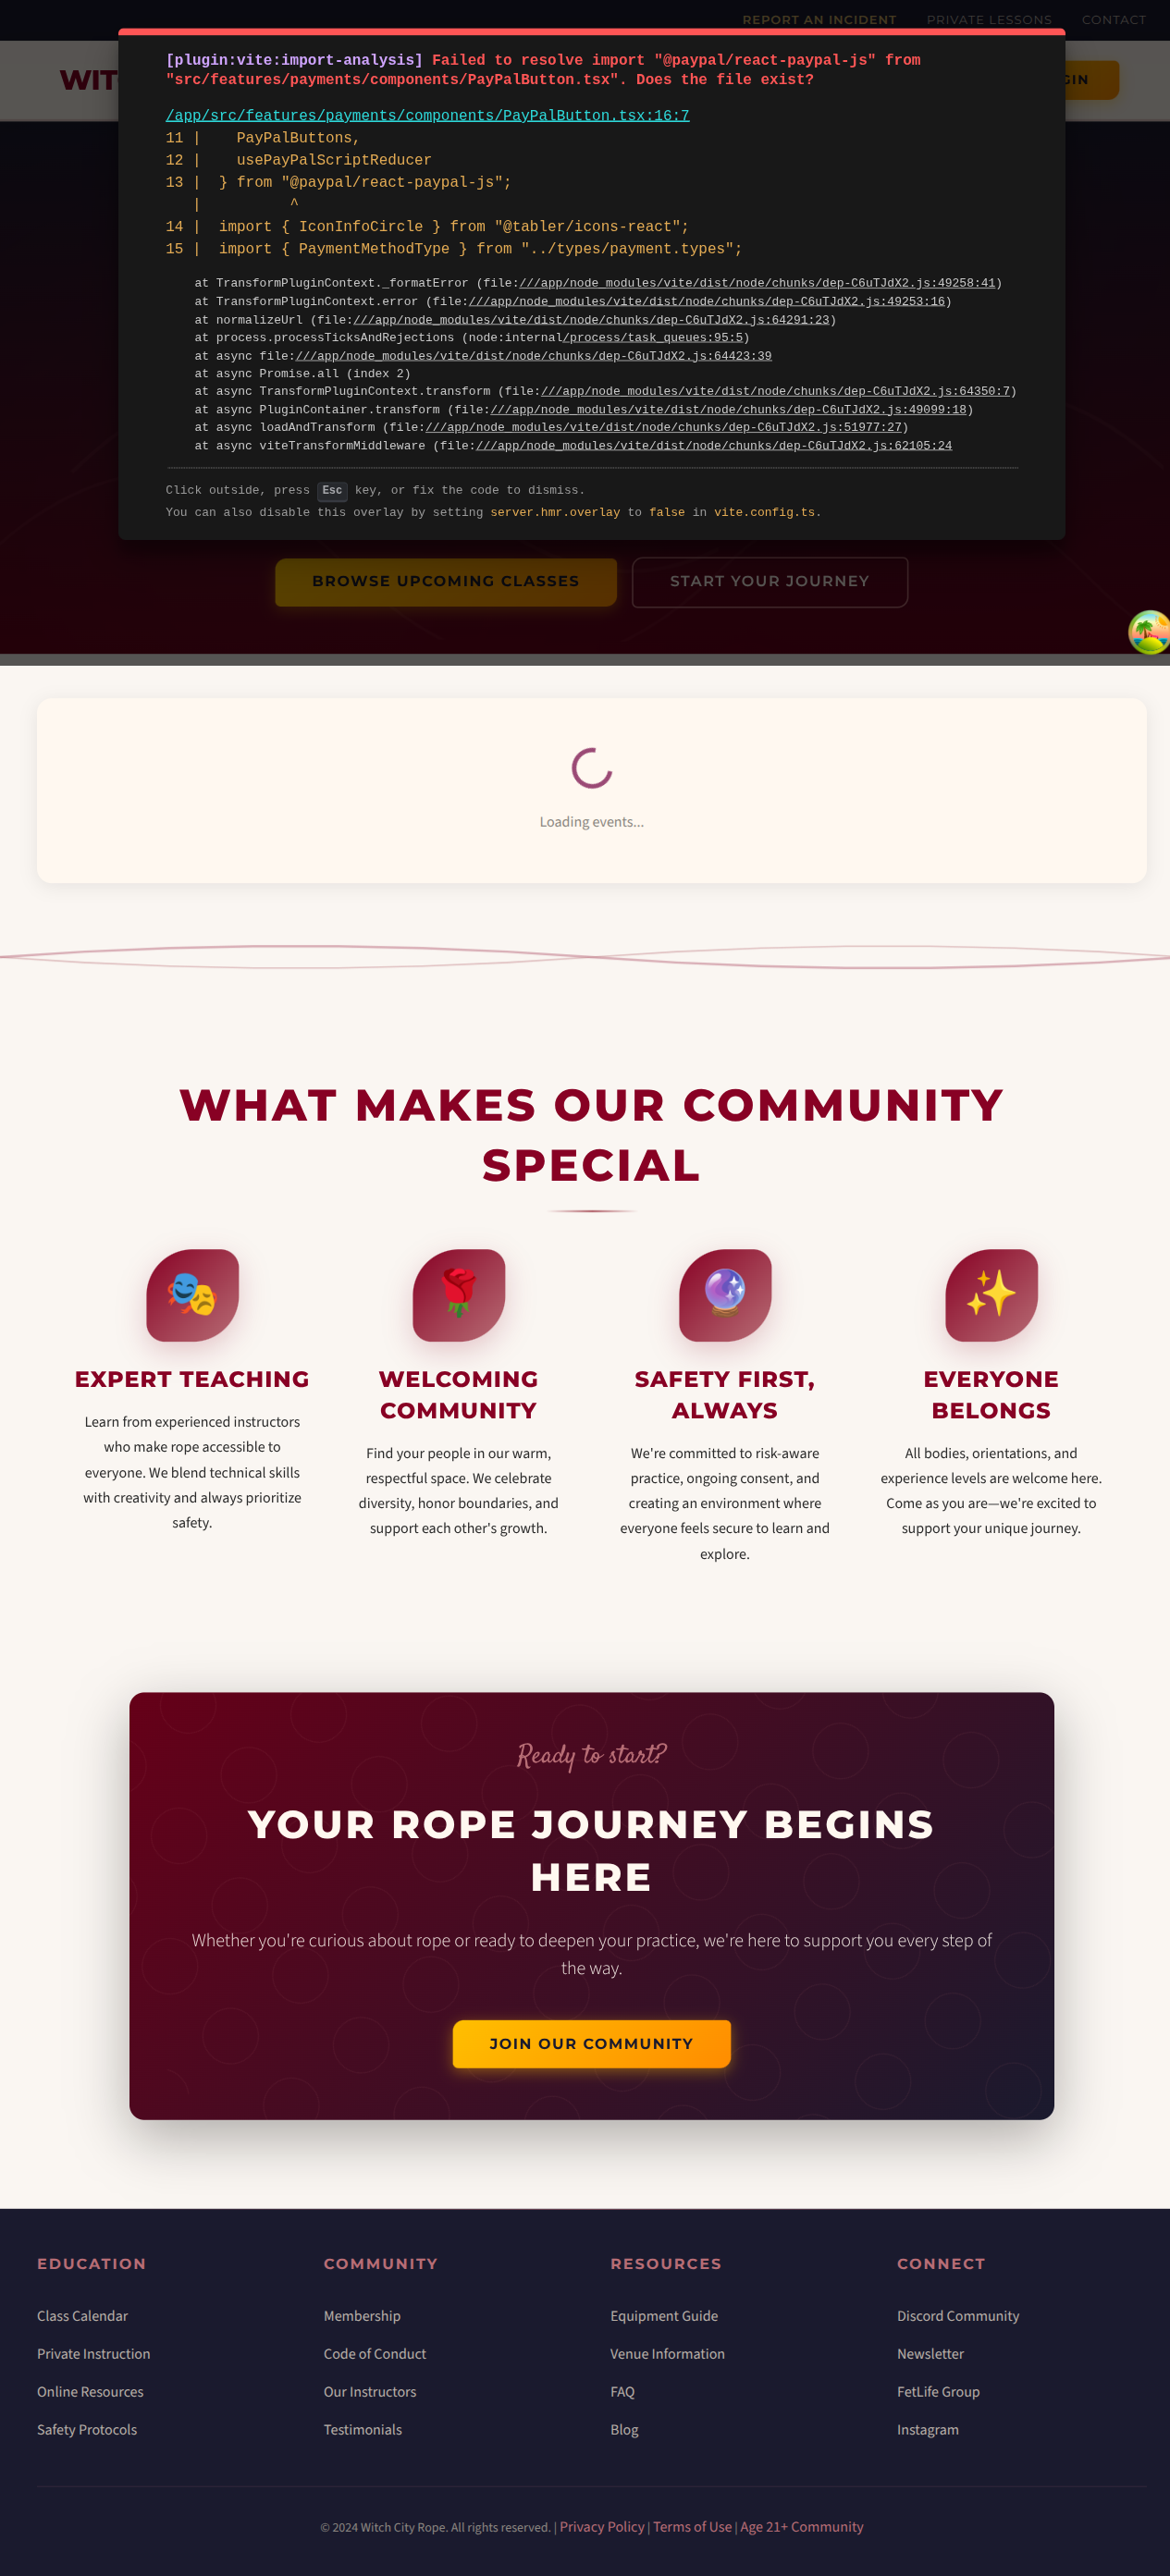 REPORT AN INCIDENT PRIVATE LESSONS CONTACT
WIT
GIN
[plugin:vite:import-analysis] Failed to resolve import "@paypal/react-paypal-js" from
"src/features/payments/components/PayPalButton.tsx". Does the file exist?
/app/src/features/payments/components/PayPalButton.tsx:16:7
11 |    PayPalButtons,
12 |    usePayPalScriptReducer
13 |  } from "@paypal/react-paypal-js";
   |          ^
14 |  import { IconInfoCircle } from "@tabler/icons-react";
15 |  import { PaymentMethodType } from "../types/payment.types";
at TransformPluginContext._formatError (file:///app/node_modules/vite/dist/node/chunks/dep-C6uTJdX2.js:49258:41)
at TransformPluginContext.error (file:///app/node_modules/vite/dist/node/chunks/dep-C6uTJdX2.js:49253:16)
at normalizeUrl (file:///app/node_modules/vite/dist/node/chunks/dep-C6uTJdX2.js:64291:23)
at process.processTicksAndRejections (node:internal/process/task_queues:95:5)
at async file:///app/node_modules/vite/dist/node/chunks/dep-C6uTJdX2.js:64423:39
at async Promise.all (index 2)
at async TransformPluginContext.transform (file:///app/node_modules/vite/dist/node/chunks/dep-C6uTJdX2.js:64350:7)
at async PluginContainer.transform (file:///app/node_modules/vite/dist/node/chunks/dep-C6uTJdX2.js:49099:18)
at async loadAndTransform (file:///app/node_modules/vite/dist/node/chunks/dep-C6uTJdX2.js:51977:27)
at async viteTransformMiddleware (file:///app/node_modules/vite/dist/node/chunks/dep-C6uTJdX2.js:62105:24
Click outside, press Esc key, or fix the code to dismiss.
You can also disable this overlay by setting server.hmr.overlay to false in vite.config.ts.
BROWSE UPCOMING CLASSES START YOUR JOURNEY
Loading events...
WHAT MAKES OUR COMMUNITY
SPECIAL
EXPERT TEACHING
Learn from experienced instructors
who make rope accessible to
everyone. We blend technical skills
with creativity and always prioritize
safety.
WELCOMING
COMMUNITY
Find your people in our warm,
respectful space. We celebrate
diversity, honor boundaries, and
support each other's growth.
SAFETY FIRST,
ALWAYS
We're committed to risk-aware
practice, ongoing consent, and
creating an environment where
everyone feels secure to learn and
explore.
EVERYONE
BELONGS
All bodies, orientations, and
experience levels are welcome here.
Come as you are—we're excited to
support your unique journey.
Ready to start?
YOUR ROPE JOURNEY BEGINS
HERE
Whether you're curious about rope or ready to deepen your practice, we're here to support you every step of
the way.
JOIN OUR COMMUNITY
EDUCATION
Class Calendar
Private Instruction
Online Resources
Safety Protocols
COMMUNITY
Membership
Code of Conduct
Our Instructors
Testimonials
RESOURCES
Equipment Guide
Venue Information
FAQ
Blog
CONNECT
Discord Community
Newsletter
FetLife Group
Instagram
© 2024 Witch City Rope. All rights reserved. | Privacy Policy | Terms of Use | Age 21+ Community